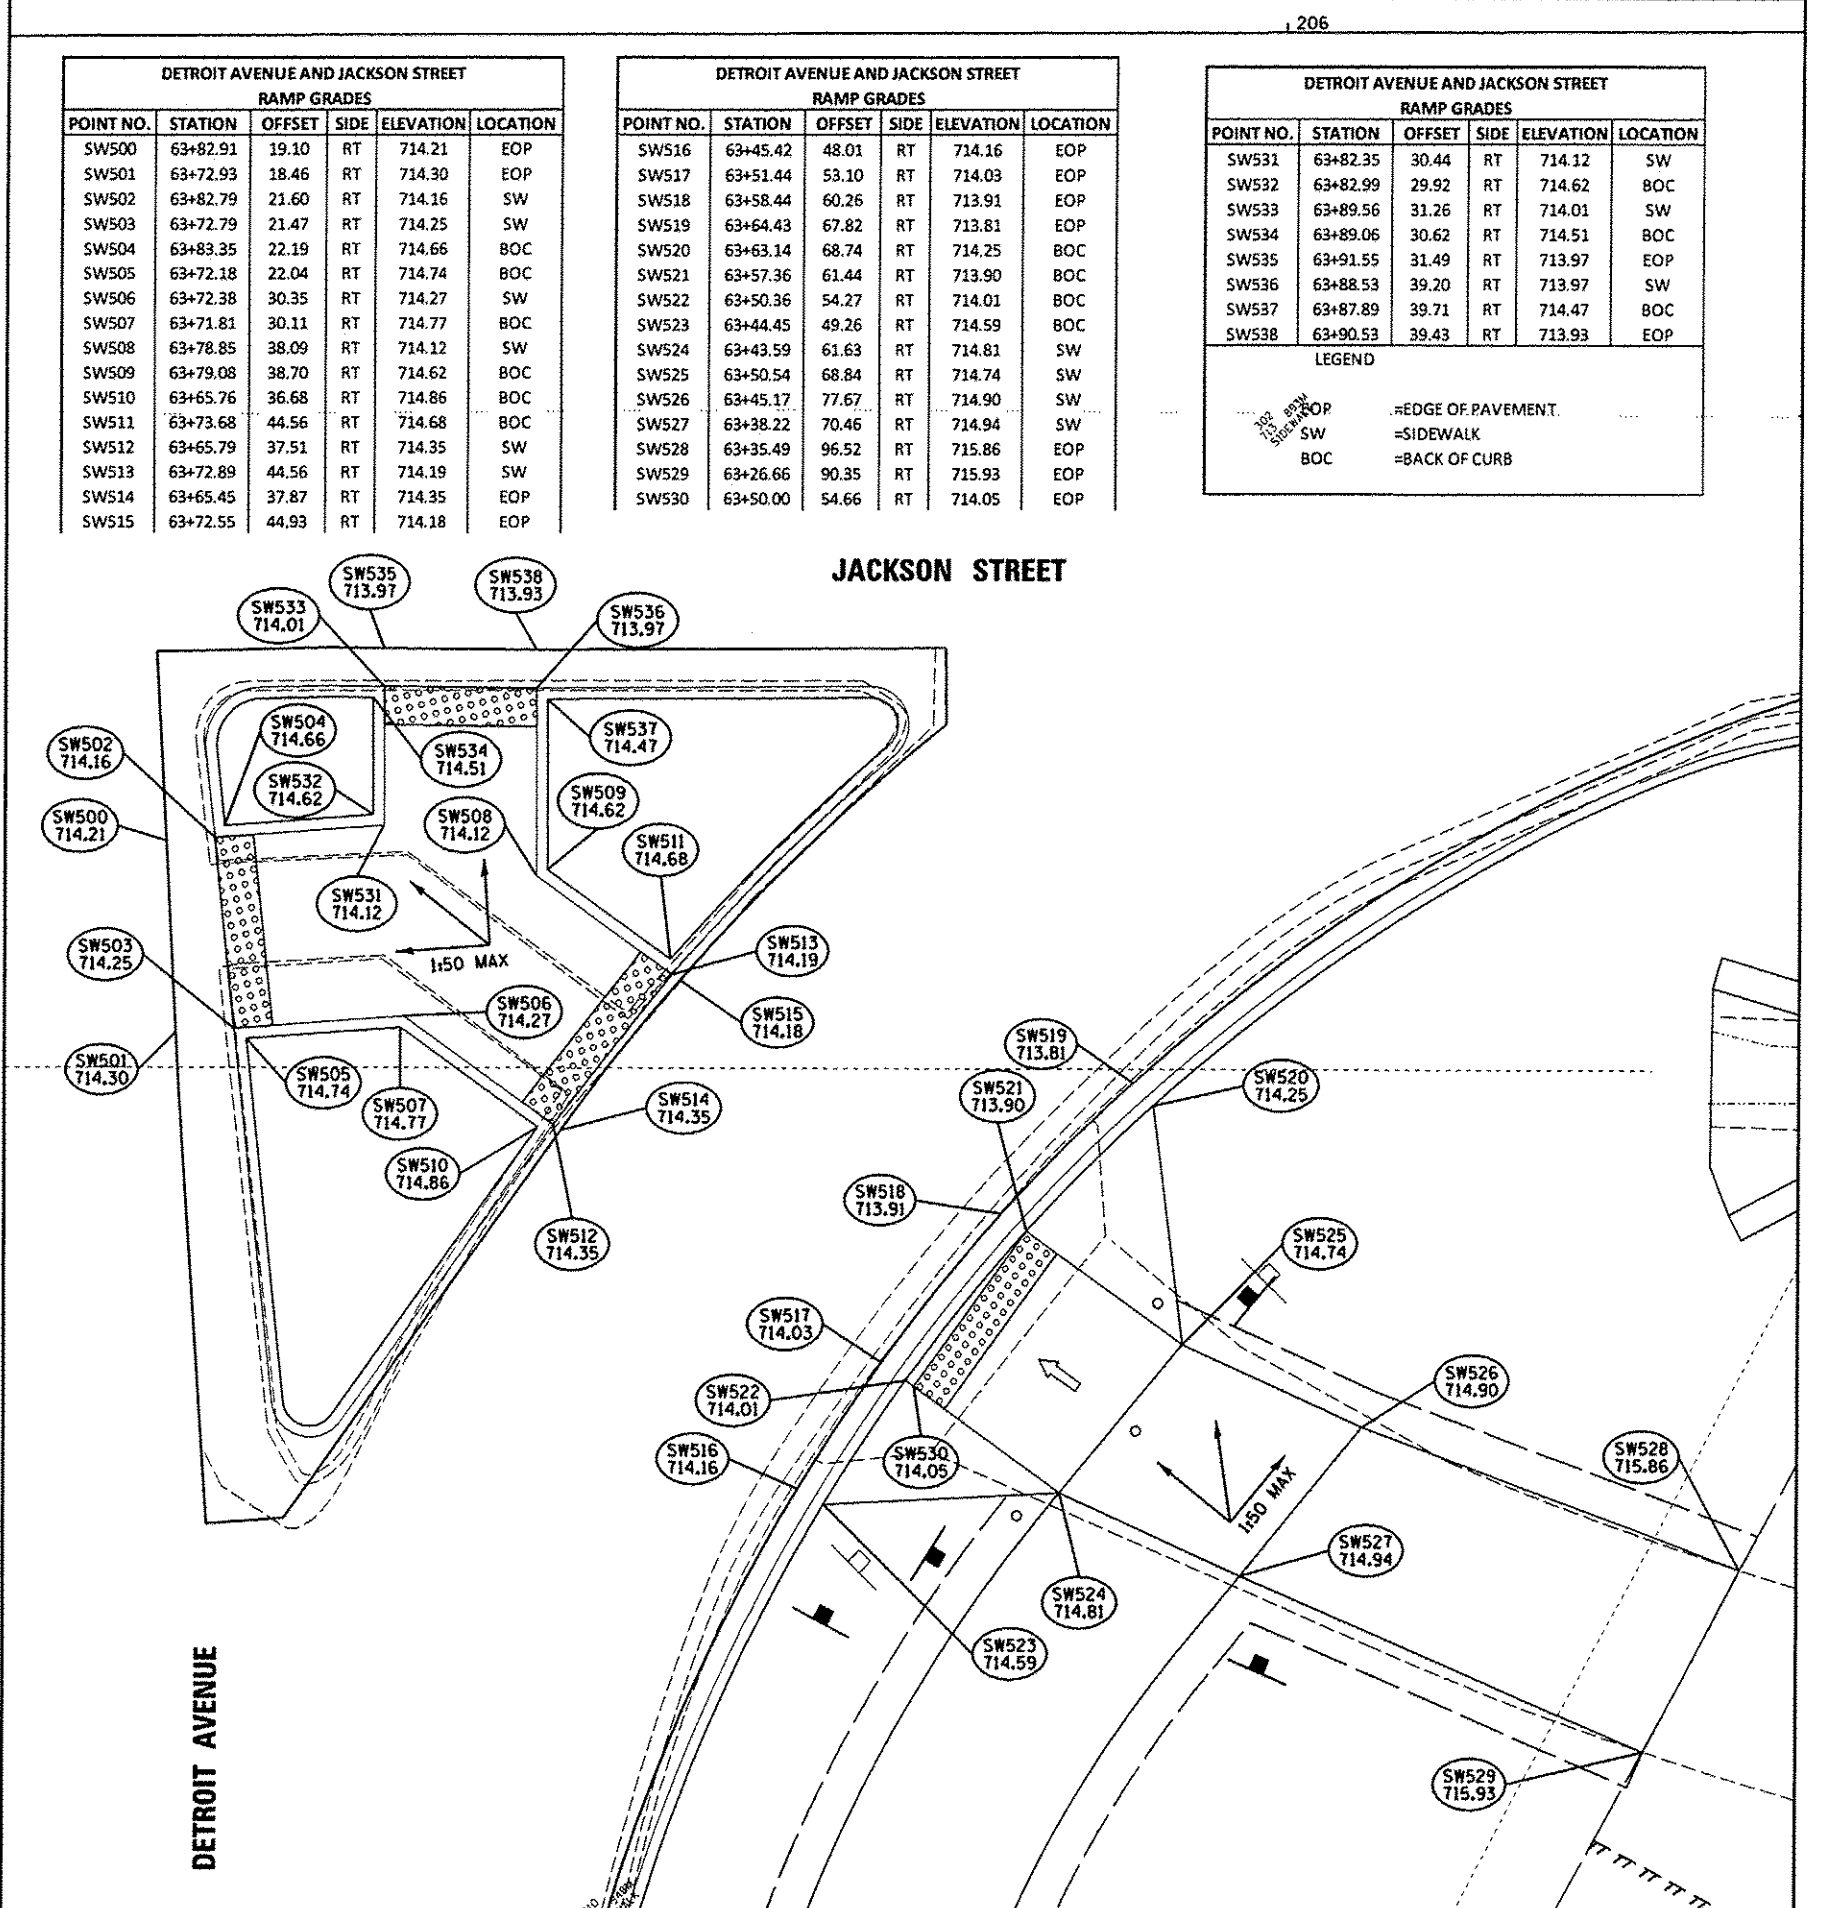 206
DETROIT AVENUE AND JACKSON STREET
RAMP GRADES
POINT NO. STATION OFFSET SIDE ELEVATION LOCATION
SW500 63+82.91 19.10 RT 714.21 EOP
SW501 63+72.93 18.46 RT 714.30 EOP
SW502 63+82.79 21.60 RT 714.16 SW
SW503 63+72.79 21.47 RT 714.25 SW
SW504 63+83.35 22.19 RT 714.66 BOC
SW505 63+72.18 22.04 RT 714.74 BOC
SW506 63+72.38 30.35 RT 714.27 SW
SW507 63+71.81 30.11 RT 714.77 BOC
SW508 63+78.85 38.09 RT 714.12 SW
SW509 63+79.08 38.70 RT 714.62 BOC
SW510 63+65.76 36.68 RT 714.86 BOC
SW511 63+73.68 44.56 RT 714.68 BOC
SW512 63+65.79 37.51 RT 714.35 SW
SW513 63+72.89 44.56 RT 714.19 SW
SW514 63+65.45 37.87 RT 714.35 EOP
SW515 63+72.55 44.93 RT 714.18 EOP
DETROIT AVENUE AND JACKSON STREET
RAMP GRADES
POINT NO. STATION OFFSET SIDE ELEVATION LOCATION
SW516 63+45.42 48.01 RT 714.16 EOP
SW517 63+51.44 53.10 RT 714.03 EOP
SW518 63+58.44 60.26 RT 713.91 EOP
SW519 63+64.43 67.82 RT 713.81 EOP
SW520 63+63.14 68.74 RT 714.25 BOC
SW521 63+57.36 61.44 RT 713.90 BOC
SW522 63+50.36 54.27 RT 714.01 BOC
SW523 63+44.45 49.26 RT 714.59 BOC
SW524 63+43.59 61.63 RT 714.81 SW
SW525 63+50.54 68.84 RT 714.74 SW
SW526 63+45.17 77.67 RT 714.90 SW
SW527 63+38.22 70.46 RT 714.94 SW
SW528 63+35.49 96.52 RT 715.86 EOP
SW529 63+26.66 90.35 RT 715.93 EOP
SW530 63+50.00 54.66 RT 714.05 EOP
DETROIT AVENUE AND JACKSON STREET
RAMP GRADES
POINT NO. STATION OFFSET SIDE ELEVATION LOCATION
SW531 63+82.35 30.44 RT 714.12 SW
SW532 63+82.99 29.92 RT 714.62 BOC
SW533 63+89.56 31.26 RT 714.01 SW
SW534 63+89.06 30.62 RT 714.51 BOC
SW535 63+91.55 31.49 RT 713.97 EOP
SW536 63+88.53 39.20 RT 713.97 SW
SW537 63+87.89 39.71 RT 714.47 BOC
SW538 63+90.53 39.43 RT 713.93 EOP
LEGEND
EOP =EDGE OF PAVEMENT
SW =SIDEWALK
BOC =BACK OF CURB
302
SIDEWALK
JACKSON STREET
SW535
713.97
SW538
713.93
SW533
714.01
SW536
713.97
SW504
714.66
SW502
714.16
SW534
714.51
SW537
714.47
SW532
714.62
SW509
714.62
SW500
714.21
SW508
714.12
SW511
714.68
SW531
714.12
SW503
714.25
1:50 MAX
SW513
714.19
SW506
714.27
SW515
714.18
SW501
714.30
SW505
714.74
SW507
714.77
SW514
714.35
SW519
713.81
SW521
713.90
SW520
714.25
SW510
714.86
SW518
713.91
SW512
714.35
SW525
714.74
SW517
714.03
SW522
714.01
SW526
714.90
SW516
714.16
SW530
714.05
SW528
715.86
1:50 MAX
SW527
714.94
SW524
714.81
SW523
714.59
SW529
715.93
DETROIT AVENUE